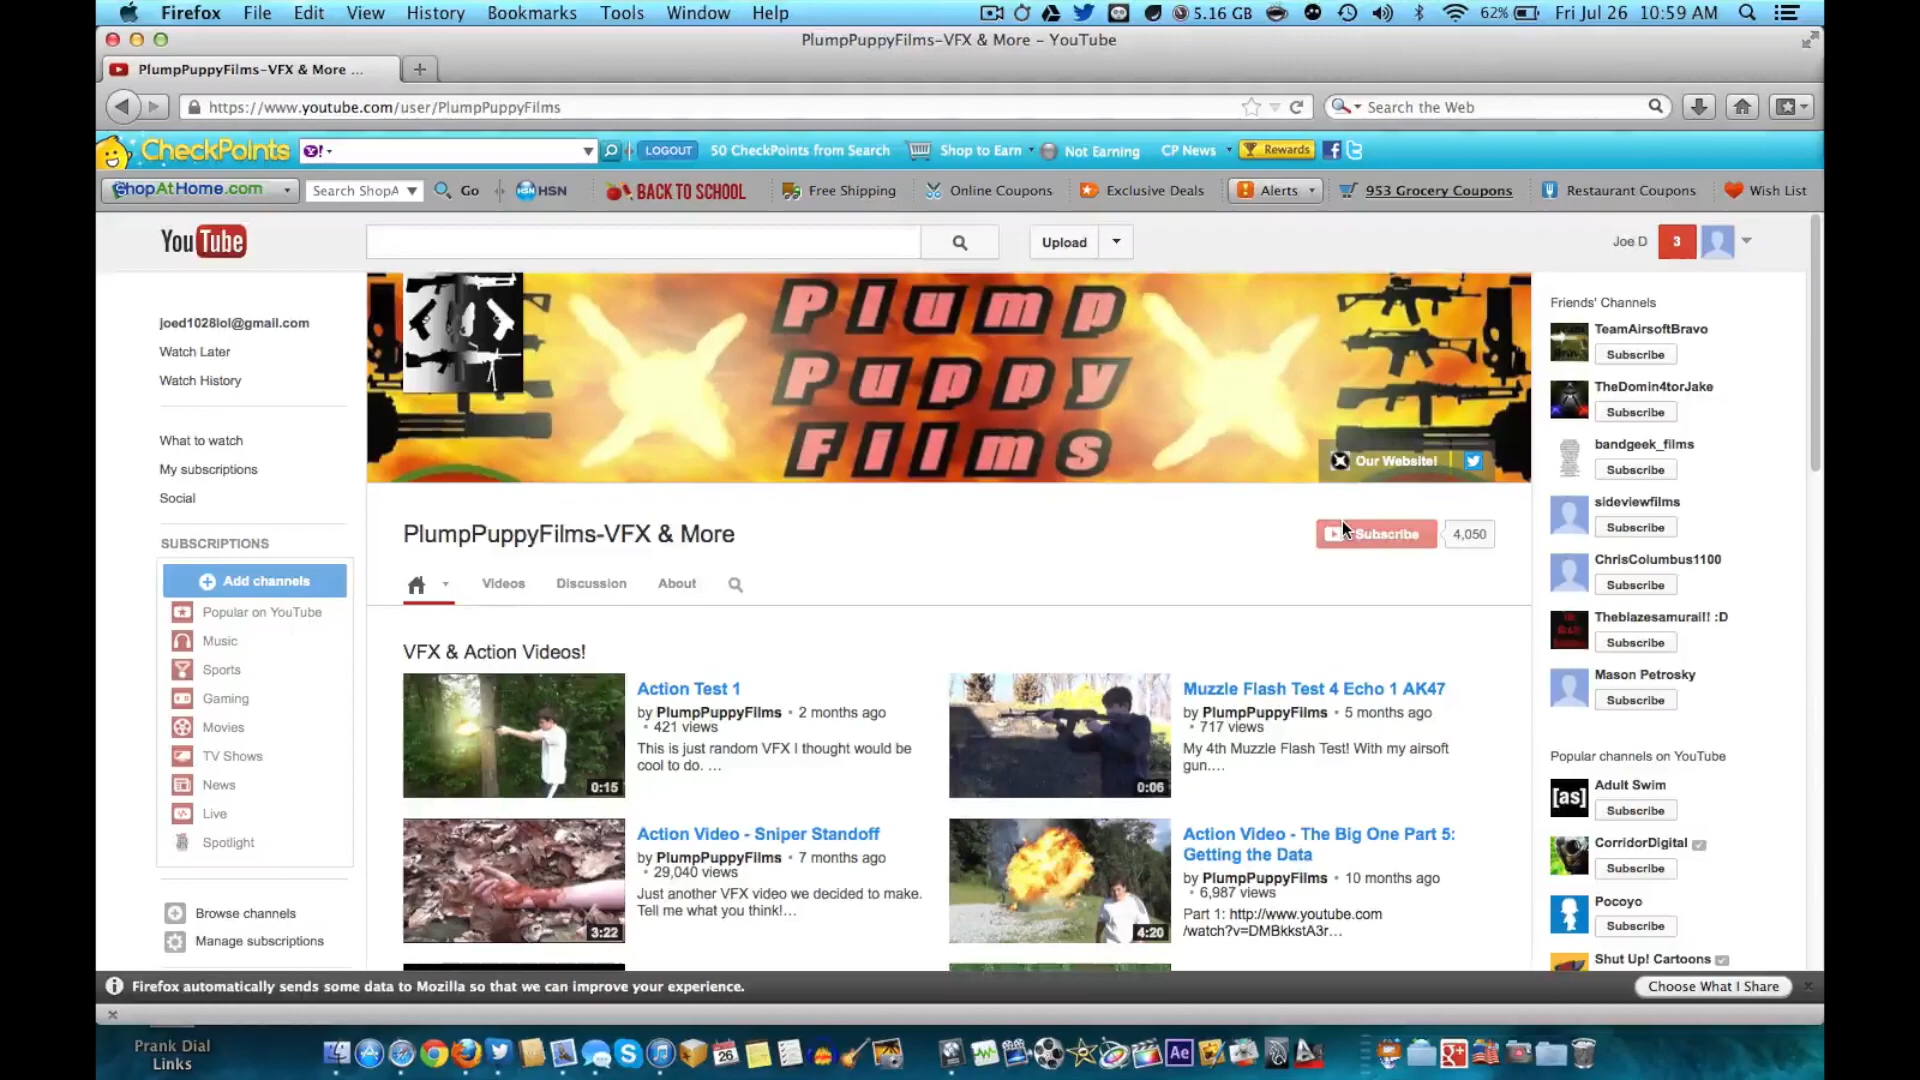 Firefox File Edit View History Bookmarks Tools Window Help 5.16 GB 62% Fri Jul 26 10:59 AM
PlumpPuppyFilms-VFX & More - YouTube
PlumpPuppyFilms-VFX & More ...
https://www.youtube.com/user/PlumpPuppyFilms Search the Web
CheckPoints Y! LOGOUT 50 CheckPoints from Search Shop to Earn Not Earning CP News Rewards
ShopAtHome.com Search ShopA Go HSN BACK TO SCHOOL Free Shipping Online Coupons Exclusive Deals Alerts 953 Grocery Coupons Restaurant Coupons Wish List
YouTube Upload Joe D 3
Plump
Puppy
Films
Our Website!
joed1028lol@gmail.com
Watch Later
Watch History
What to watch
My subscriptions
Social
SUBSCRIPTIONS
Add channels
Popular on YouTube
Music
Sports
Gaming
Movies
TV Shows
News
Live
Spotlight
Browse channels
Manage subscriptions
PlumpPuppyFilms-VFX & More Subscribe 4,050
Videos Discussion About
VFX & Action Videos!
Action Test 1
by PlumpPuppyFilms • 2 months ago
• 421 views
This is just random VFX I thought would be
cool to do. ...
0:15
Muzzle Flash Test 4 Echo 1 AK47
by PlumpPuppyFilms • 5 months ago
• 717 views
My 4th Muzzle Flash Test! With my airsoft
gun....
0:06
Action Video - Sniper Standoff
by PlumpPuppyFilms • 7 months ago
• 29,040 views
Just another VFX video we decided to make.
Tell me what you think!...
3:22
Action Video - The Big One Part 5:
Getting the Data
by PlumpPuppyFilms • 10 months ago
• 6,987 views
Part 1: http://www.youtube.com
/watch?v=DMBkkstA3r...
4:20
Friends' Channels
TeamAirsoftBravo
Subscribe
TheDomin4torJake
Subscribe
bandgeek_films
Subscribe
sideviewfilms
Subscribe
ChrisColumbus1100
Subscribe
Theblazesamurai!! :D
Subscribe
Mason Petrosky
Subscribe
Popular channels on YouTube
[as] Adult Swim
Subscribe
CorridorDigital
Subscribe
Pocoyo
Subscribe
Shut Up! Cartoons
Firefox automatically sends some data to Mozilla so that we can improve your experience. Choose What I Share
Prank Dial
Links
26
Ae
g+